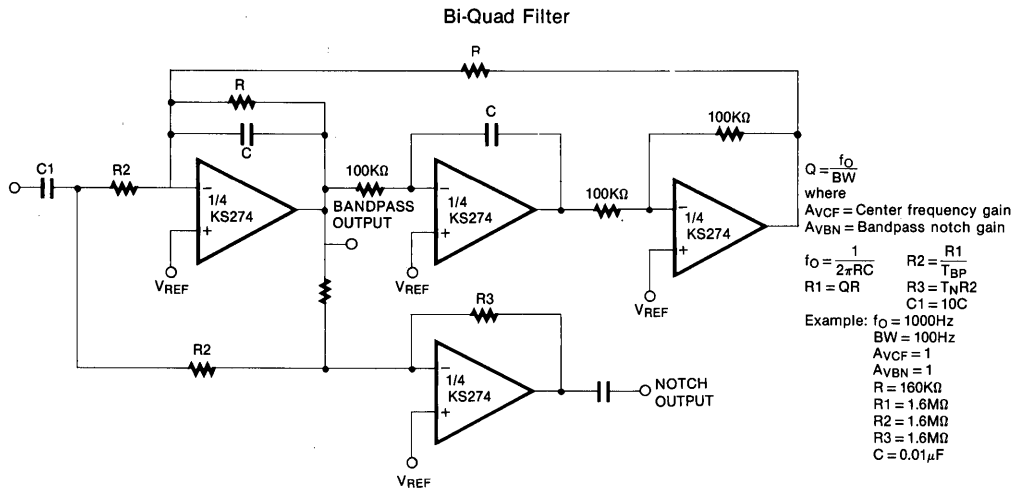 Bi-Quad Filter
R
R
C
C
100KΩ
C1
R2
100KΩ
100KΩ
1/4
KS274
BANDPASS
OUTPUT
1/4
KS274
1/4
KS274
VREF
VREF
VREF
R3
R2
1/4
KS274
NOTCH
OUTPUT
VREF
Q = fO/BW
where
AVCF = Center frequency gain
AVBN = Bandpass notch gain
fO = 1/2πRC R2 = R1/TBP
R1 = QR R3 = TNR2
C1 = 10C
Example: fO = 1000Hz
BW = 100Hz
AVCF = 1
AVBN = 1
R = 160KΩ
R1 = 1.6MΩ
R2 = 1.6MΩ
R3 = 1.6MΩ
C = 0.01μF